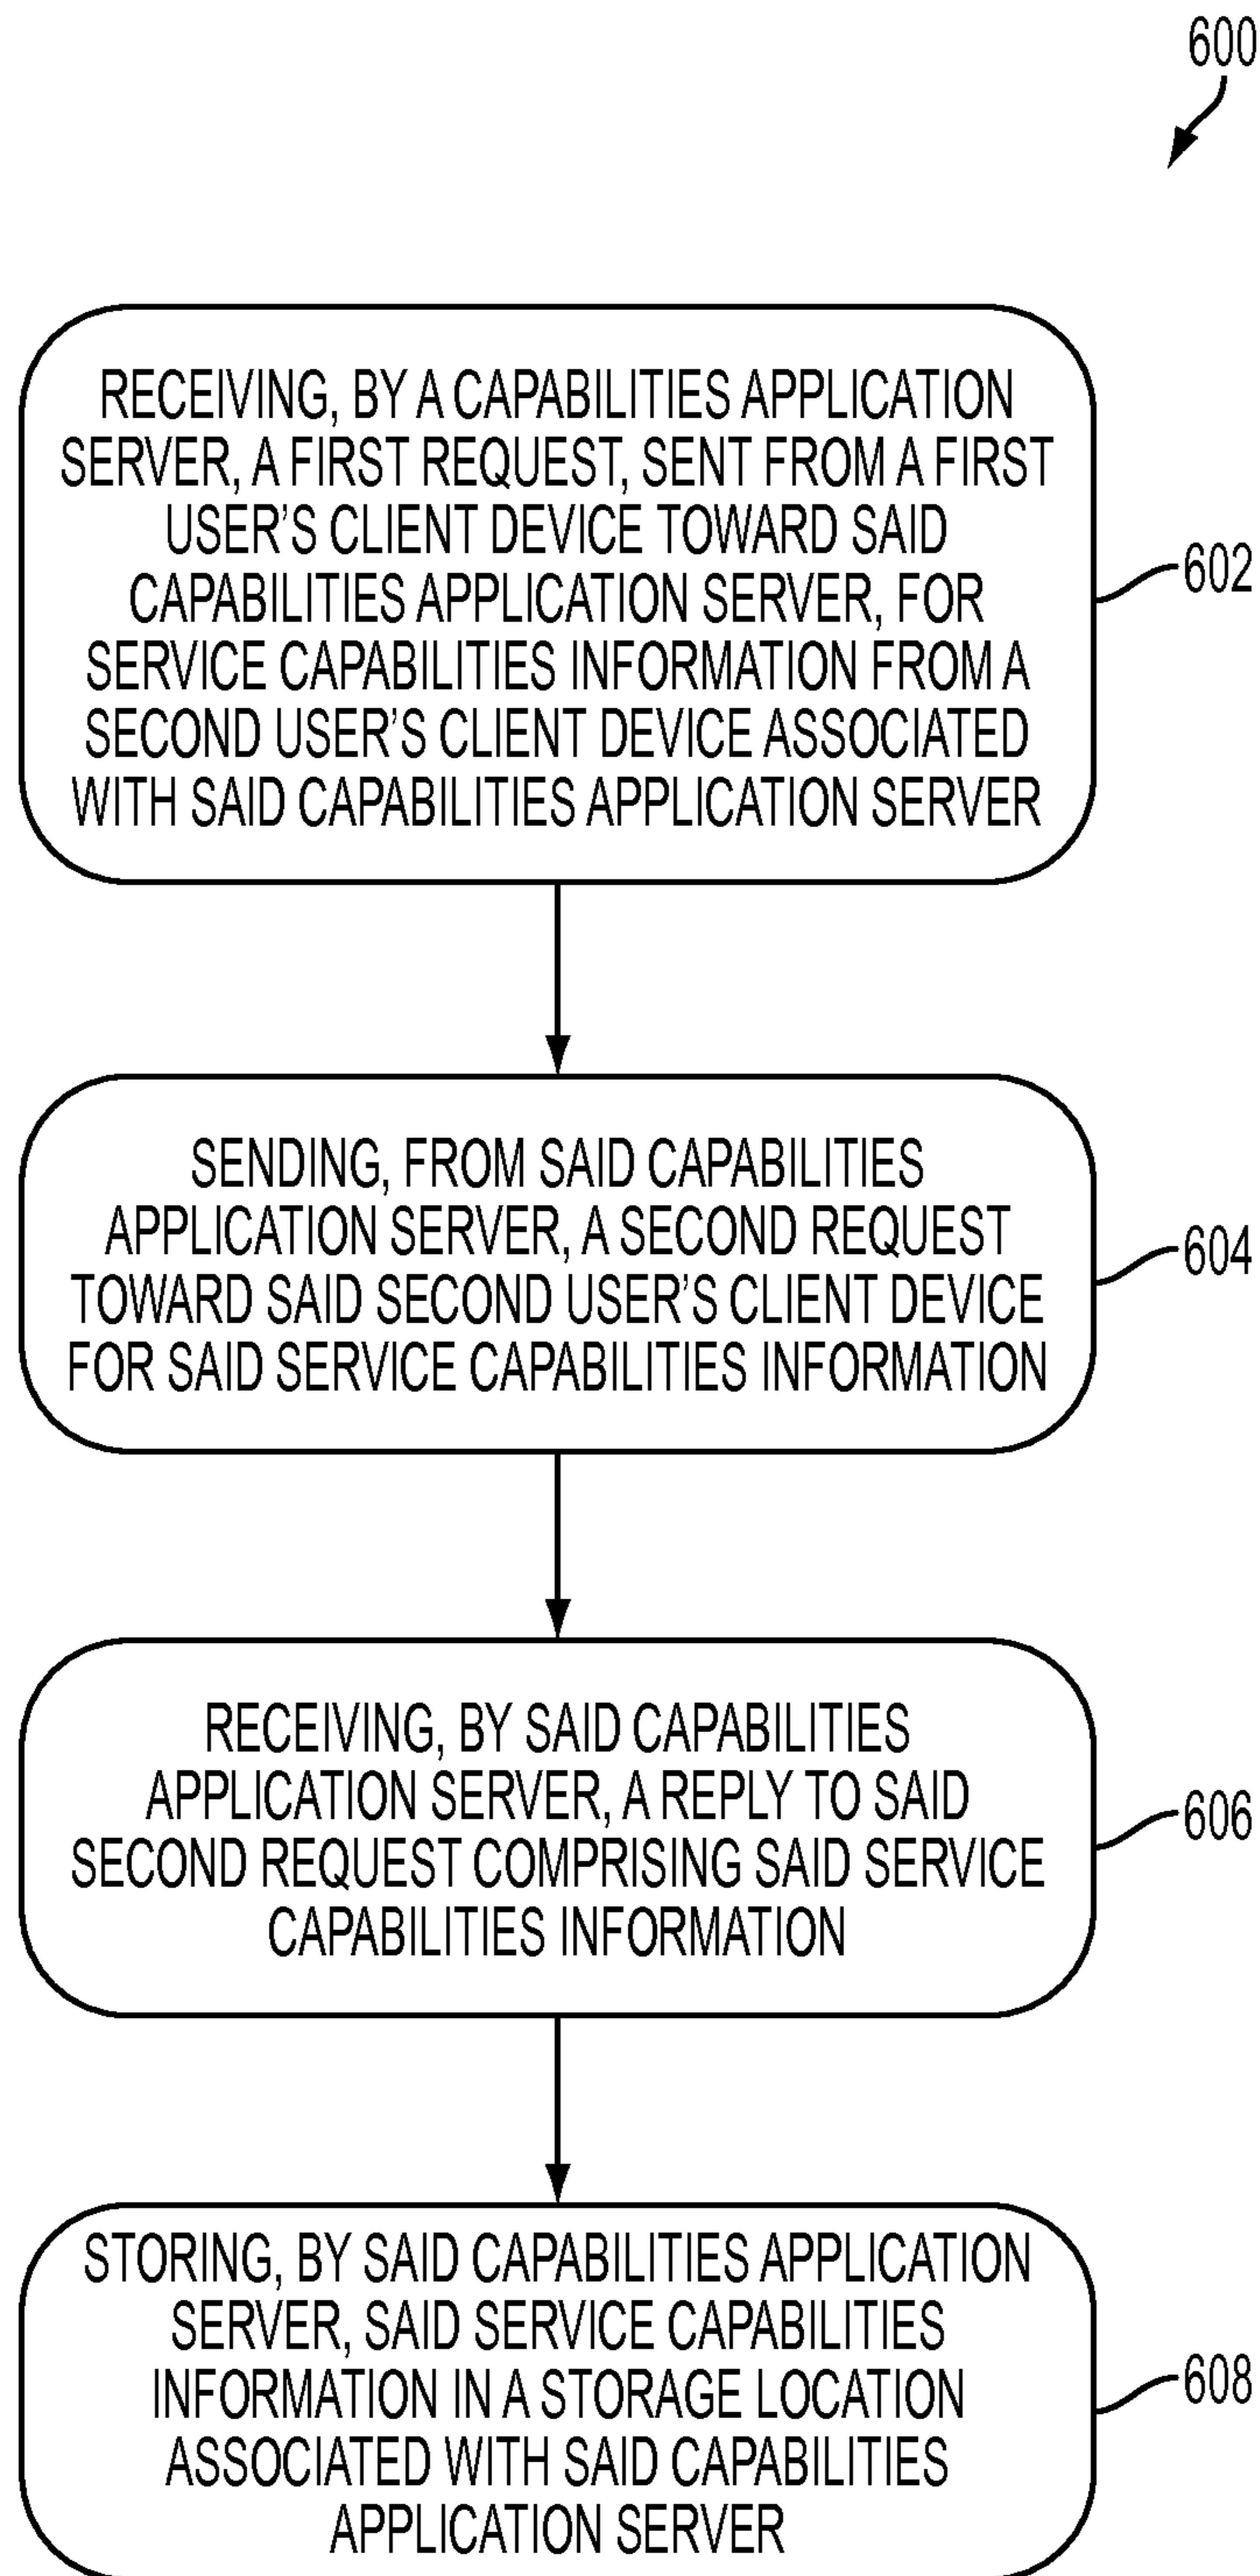 600
RECEIVING, BY A CAPABILITIES APPLICATION
SERVER, A FIRST REQUEST, SENT FROM A FIRST
USER'S CLIENT DEVICE TOWARD SAID
CAPABILITIES APPLICATION SERVER, FOR
SERVICE CAPABILITIES INFORMATION FROM A
SECOND USER'S CLIENT DEVICE ASSOCIATED
WITH SAID CAPABILITIES APPLICATION SERVER
602
SENDING, FROM SAID CAPABILITIES
APPLICATION SERVER, A SECOND REQUEST
TOWARD SAID SECOND USER'S CLIENT DEVICE
FOR SAID SERVICE CAPABILITIES INFORMATION
604
RECEIVING, BY SAID CAPABILITIES
APPLICATION SERVER, A REPLY TO SAID
SECOND REQUEST COMPRISING SAID SERVICE
CAPABILITIES INFORMATION
606
STORING, BY SAID CAPABILITIES APPLICATION
SERVER, SAID SERVICE CAPABILITIES
INFORMATION IN A STORAGE LOCATION
ASSOCIATED WITH SAID CAPABILITIES
APPLICATION SERVER
608